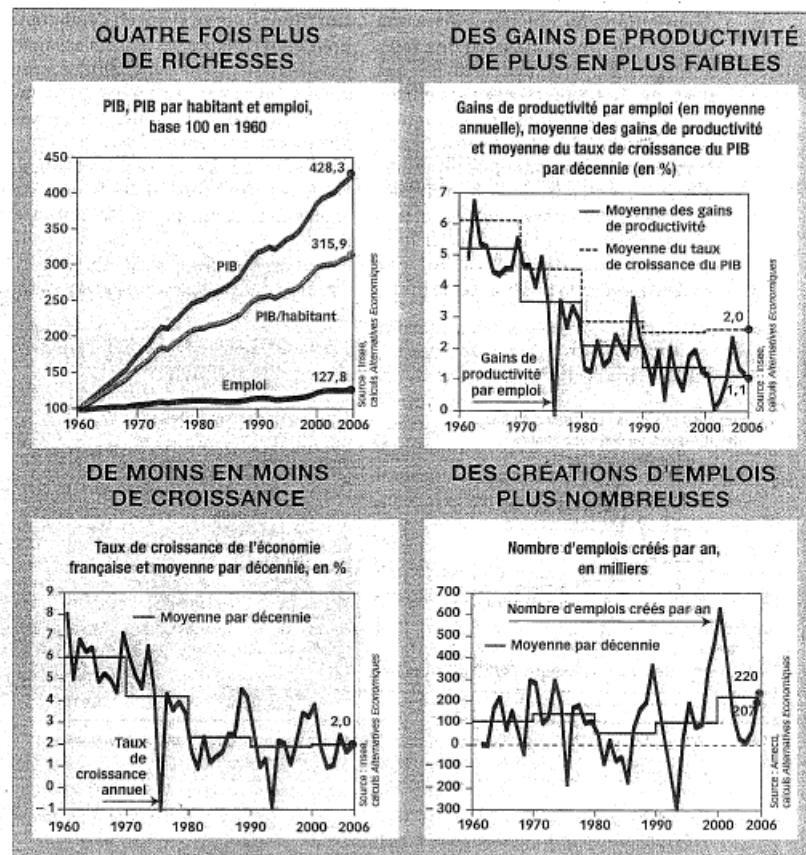 QUATRE FOIS PLUS
DE RICHESSES
PIB, PIB par habitant et emploi,
base 100 en 1960
450
400
350
300
250
200
150
100
428,3
315,9
127,8
PIB
PIB/habitant
Emploi
1960
1970
1980
1990
2000
2006
source : Insee,
calculs Alternatives Economiques
DES GAINS DE PRODUCTIVITÉ
DE PLUS EN PLUS FAIBLES
Gains de productivité par emploi (en moyenne
annuelle), moyenne des gains de productivité
et moyenne du taux de croissance du PIB
par décennie (en %)
7
6
5
4
3
2
1
0
Moyenne des gains
de productivité
Moyenne du taux
de croissance du PIB
2,0
1,1
Gains de
productivité
par emploi
1960
1970
1980
1990
2000
2006
source : Insee,
calculs Alternatives Economiques
DE MOINS EN MOINS
DE CROISSANCE
Taux de croissance de l'économie
française et moyenne par décennie, en %
9
8
7
6
5
4
3
2
1
0
– 1
Moyenne par décennie
2,0
Taux
de
croissance
annuel
1960
1970
1980
1990
2000
2006
source : Insee,
calculs Alternatives Economiques
DES CRÉATIONS D'EMPLOIS
PLUS NOMBREUSES
Nombre d'emplois créés par an,
en milliers
700
600
500
400
300
200
100
0
– 100
– 200
– 300
Nombre d'emplois créés par an
Moyenne par décennie
220
207
1960
1970
1980
1990
2000
2006
source : Ameco,
calculs Alternatives Economiques